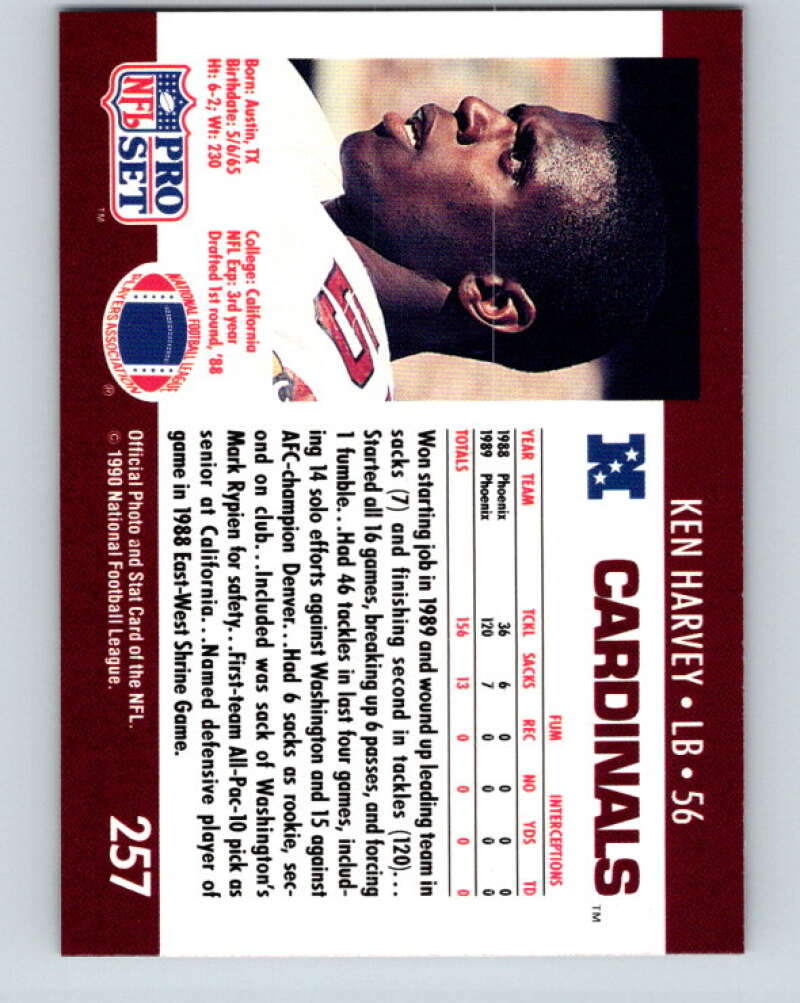 KEN HARVEY • LB • 56
CARDINALS™
Born: Austin, TX
Birthdate: 5/6/65
Ht: 6-2; Wt: 230
College: California
NFL Exp: 3rd year
Drafted 1st round, '88
FUM INTERCEPTIONS
YEAR TEAM TCKL SACKS REC NO YDS TD
1988 Phoenix 36 6 0 0 0 0
1989 Phoenix 120 7 0 0 0 0
TOTALS 156 13 0 0 0 0
Won starting job in 1989 and wound up leading team in
sacks (7) and finishing second in tackles (120)...
Started all 16 games, breaking up 6 passes, and forcing
1 fumble...Had 46 tackles in last four games, includ-
ing 14 solo efforts against Washington and 15 against
AFC-champion Denver...Had 6 sacks as rookie, sec-
ond on club...Included was sack of Washington's
Mark Rypien for safety...First-team All-Pac-10 pick as
senior at California...Named defensive player of
game in 1988 East-West Shrine Game.
NFL
PRO
SET
™
NATIONAL FOOTBALL LEAGUE
PLAYERS ASSOCIATION
®
Official Photo and Stat Card of the NFL.
© 1990 National Football League.
257